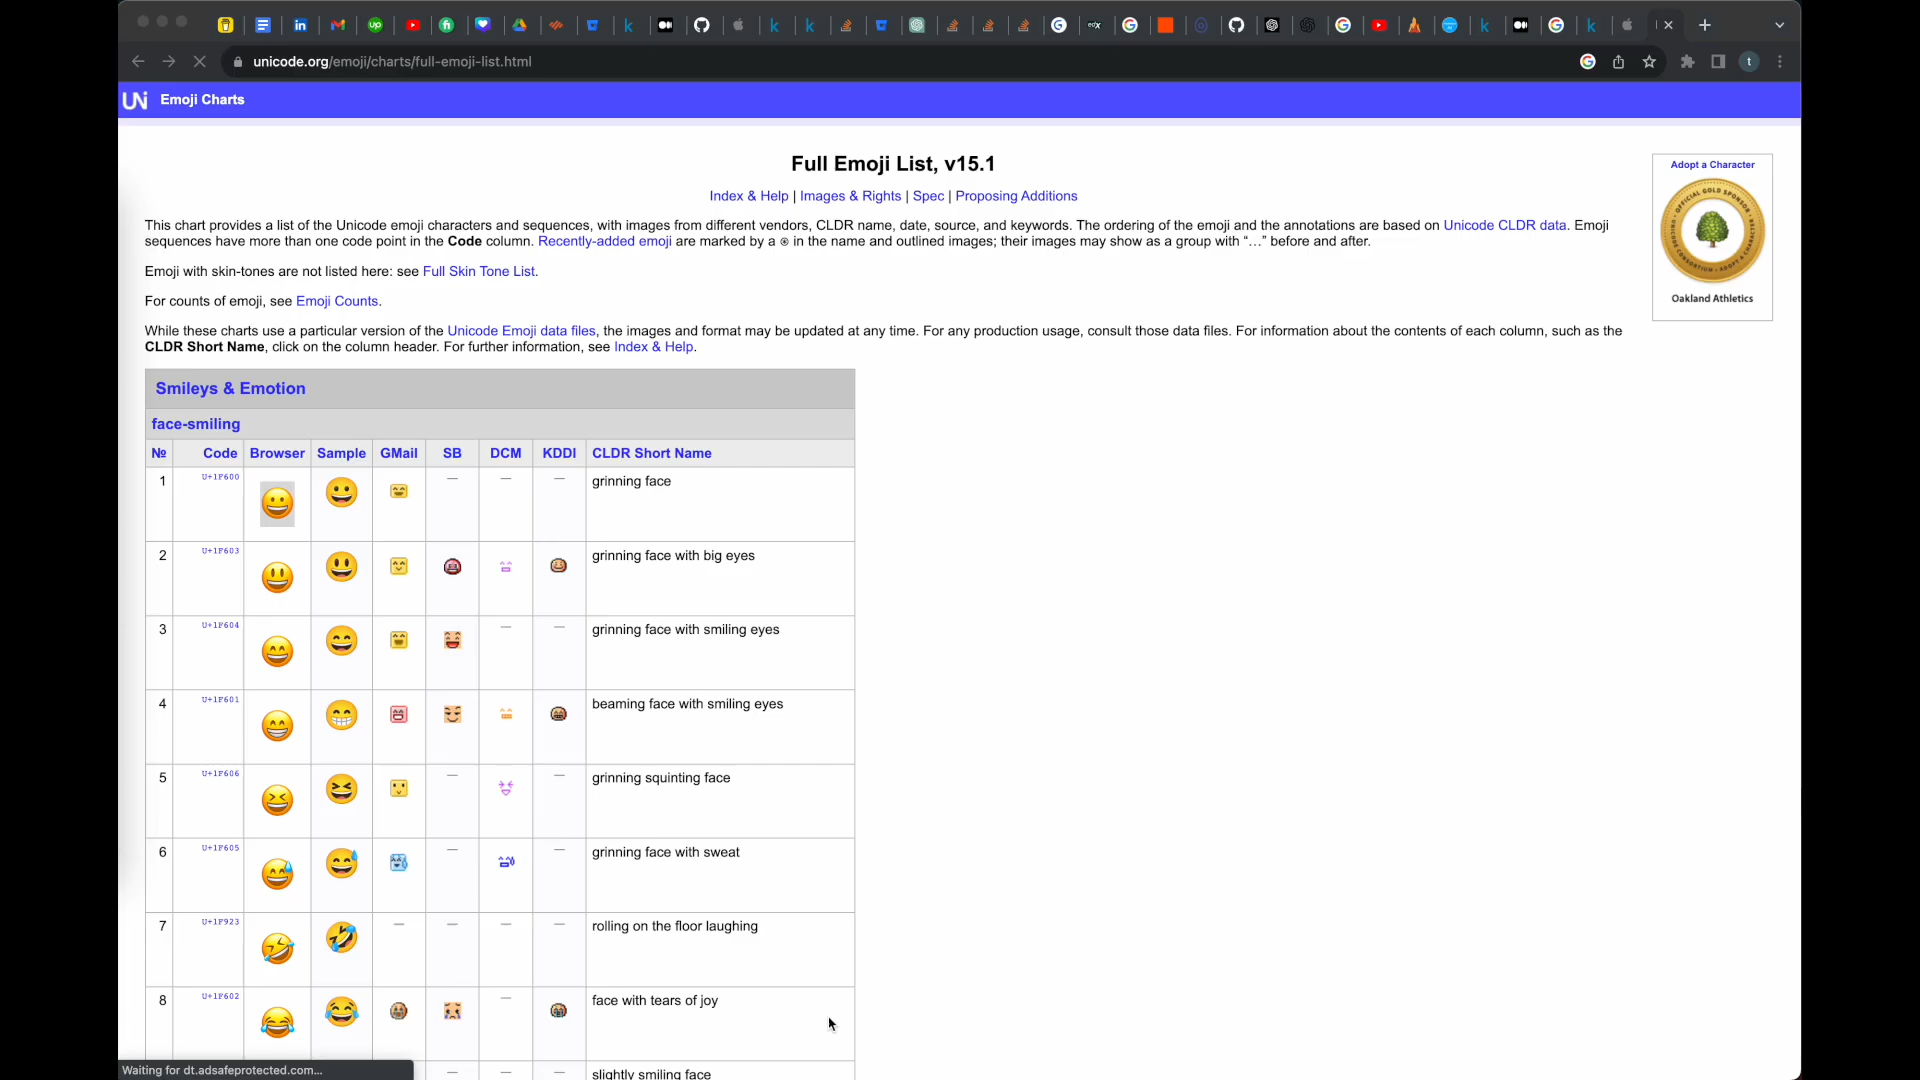 unicode.org/emoji/charts/full-emoji-list.html
t
Emoji Charts
Full Emoji List, v15.1
Index & Help | Images & Rights | Spec | Proposing Additions
Adopt a Character
Oakland Athletics
This chart provides a list of the Unicode emoji characters and sequences, with images from different vendors, CLDR name, date, source, and keywords. The ordering of the emoji and the annotations are based on Unicode CLDR data. Emoji
sequences have more than one code point in the Code column. Recently-added emoji are marked by a ⊛ in the name and outlined images; their images may show as a group with “…” before and after.
Emoji with skin-tones are not listed here: see Full Skin Tone List.
For counts of emoji, see Emoji Counts.
While these charts use a particular version of the Unicode Emoji data files, the images and format may be updated at any time. For any production usage, consult those data files. For information about the contents of each column, such as the
CLDR Short Name, click on the column header. For further information, see Index & Help.
Smileys & Emotion
face-smiling
№ Code Browser Sample GMail SB DCM KDDI CLDR Short Name
1 U+1F600 😀 😀 — — — grinning face
2 U+1F603 😃 😃 grinning face with big eyes
3 U+1F604 😄 😄 — — grinning face with smiling eyes
4 U+1F601 😁 😁 beaming face with smiling eyes
5 U+1F606 😆 😆 — — grinning squinting face
6 U+1F605 😅 😅 — — grinning face with sweat
7 U+1F923 🤣 🤣 — — — — rolling on the floor laughing
8 U+1F602 😂 😂 — face with tears of joy
— — — slightly smiling face
Waiting for dt.adsafeprotected.com...